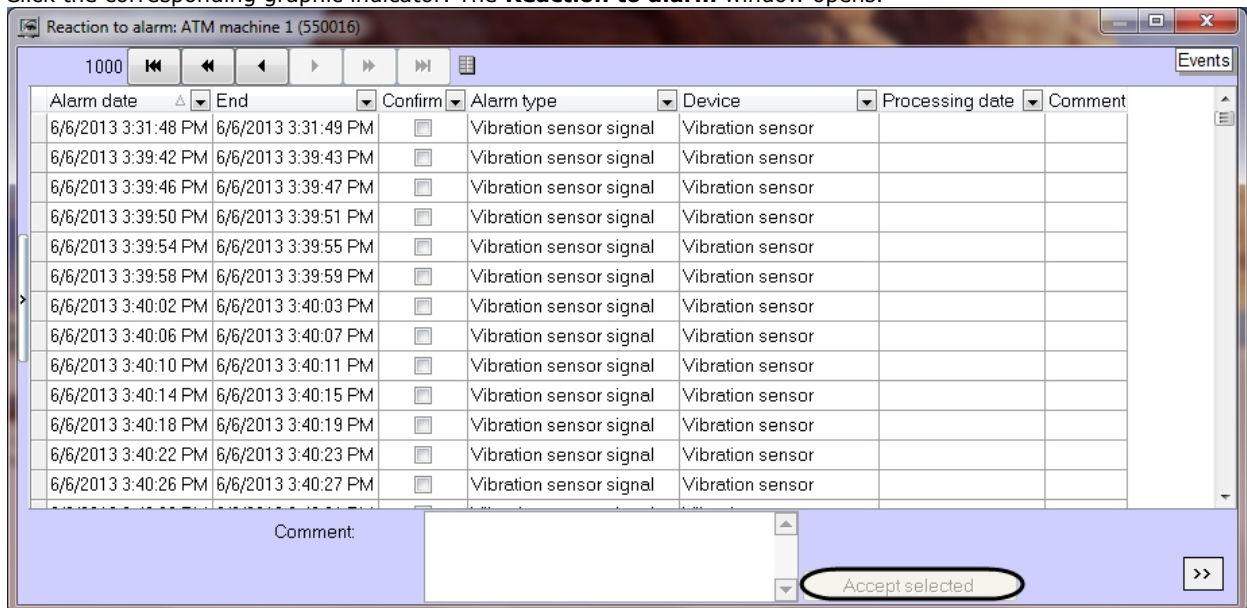 Click the corresponding graphic indicator. The Reaction to alarm window opens.
Reaction to alarm: ATM machine 1 (550016)
1000
Events
Alarm date End Confirm Alarm type Device Processing date Comment
6/6/2013 3:31:48 PM 6/6/2013 3:31:49 PM Vibration sensor signal Vibration sensor
6/6/2013 3:39:42 PM 6/6/2013 3:39:43 PM Vibration sensor signal Vibration sensor
6/6/2013 3:39:46 PM 6/6/2013 3:39:47 PM Vibration sensor signal Vibration sensor
6/6/2013 3:39:50 PM 6/6/2013 3:39:51 PM Vibration sensor signal Vibration sensor
6/6/2013 3:39:54 PM 6/6/2013 3:39:55 PM Vibration sensor signal Vibration sensor
6/6/2013 3:39:58 PM 6/6/2013 3:39:59 PM Vibration sensor signal Vibration sensor
6/6/2013 3:40:02 PM 6/6/2013 3:40:03 PM Vibration sensor signal Vibration sensor
6/6/2013 3:40:06 PM 6/6/2013 3:40:07 PM Vibration sensor signal Vibration sensor
6/6/2013 3:40:10 PM 6/6/2013 3:40:11 PM Vibration sensor signal Vibration sensor
6/6/2013 3:40:14 PM 6/6/2013 3:40:15 PM Vibration sensor signal Vibration sensor
6/6/2013 3:40:18 PM 6/6/2013 3:40:19 PM Vibration sensor signal Vibration sensor
6/6/2013 3:40:22 PM 6/6/2013 3:40:23 PM Vibration sensor signal Vibration sensor
6/6/2013 3:40:26 PM 6/6/2013 3:40:27 PM Vibration sensor signal Vibration sensor
Comment:
Accept selected
>>